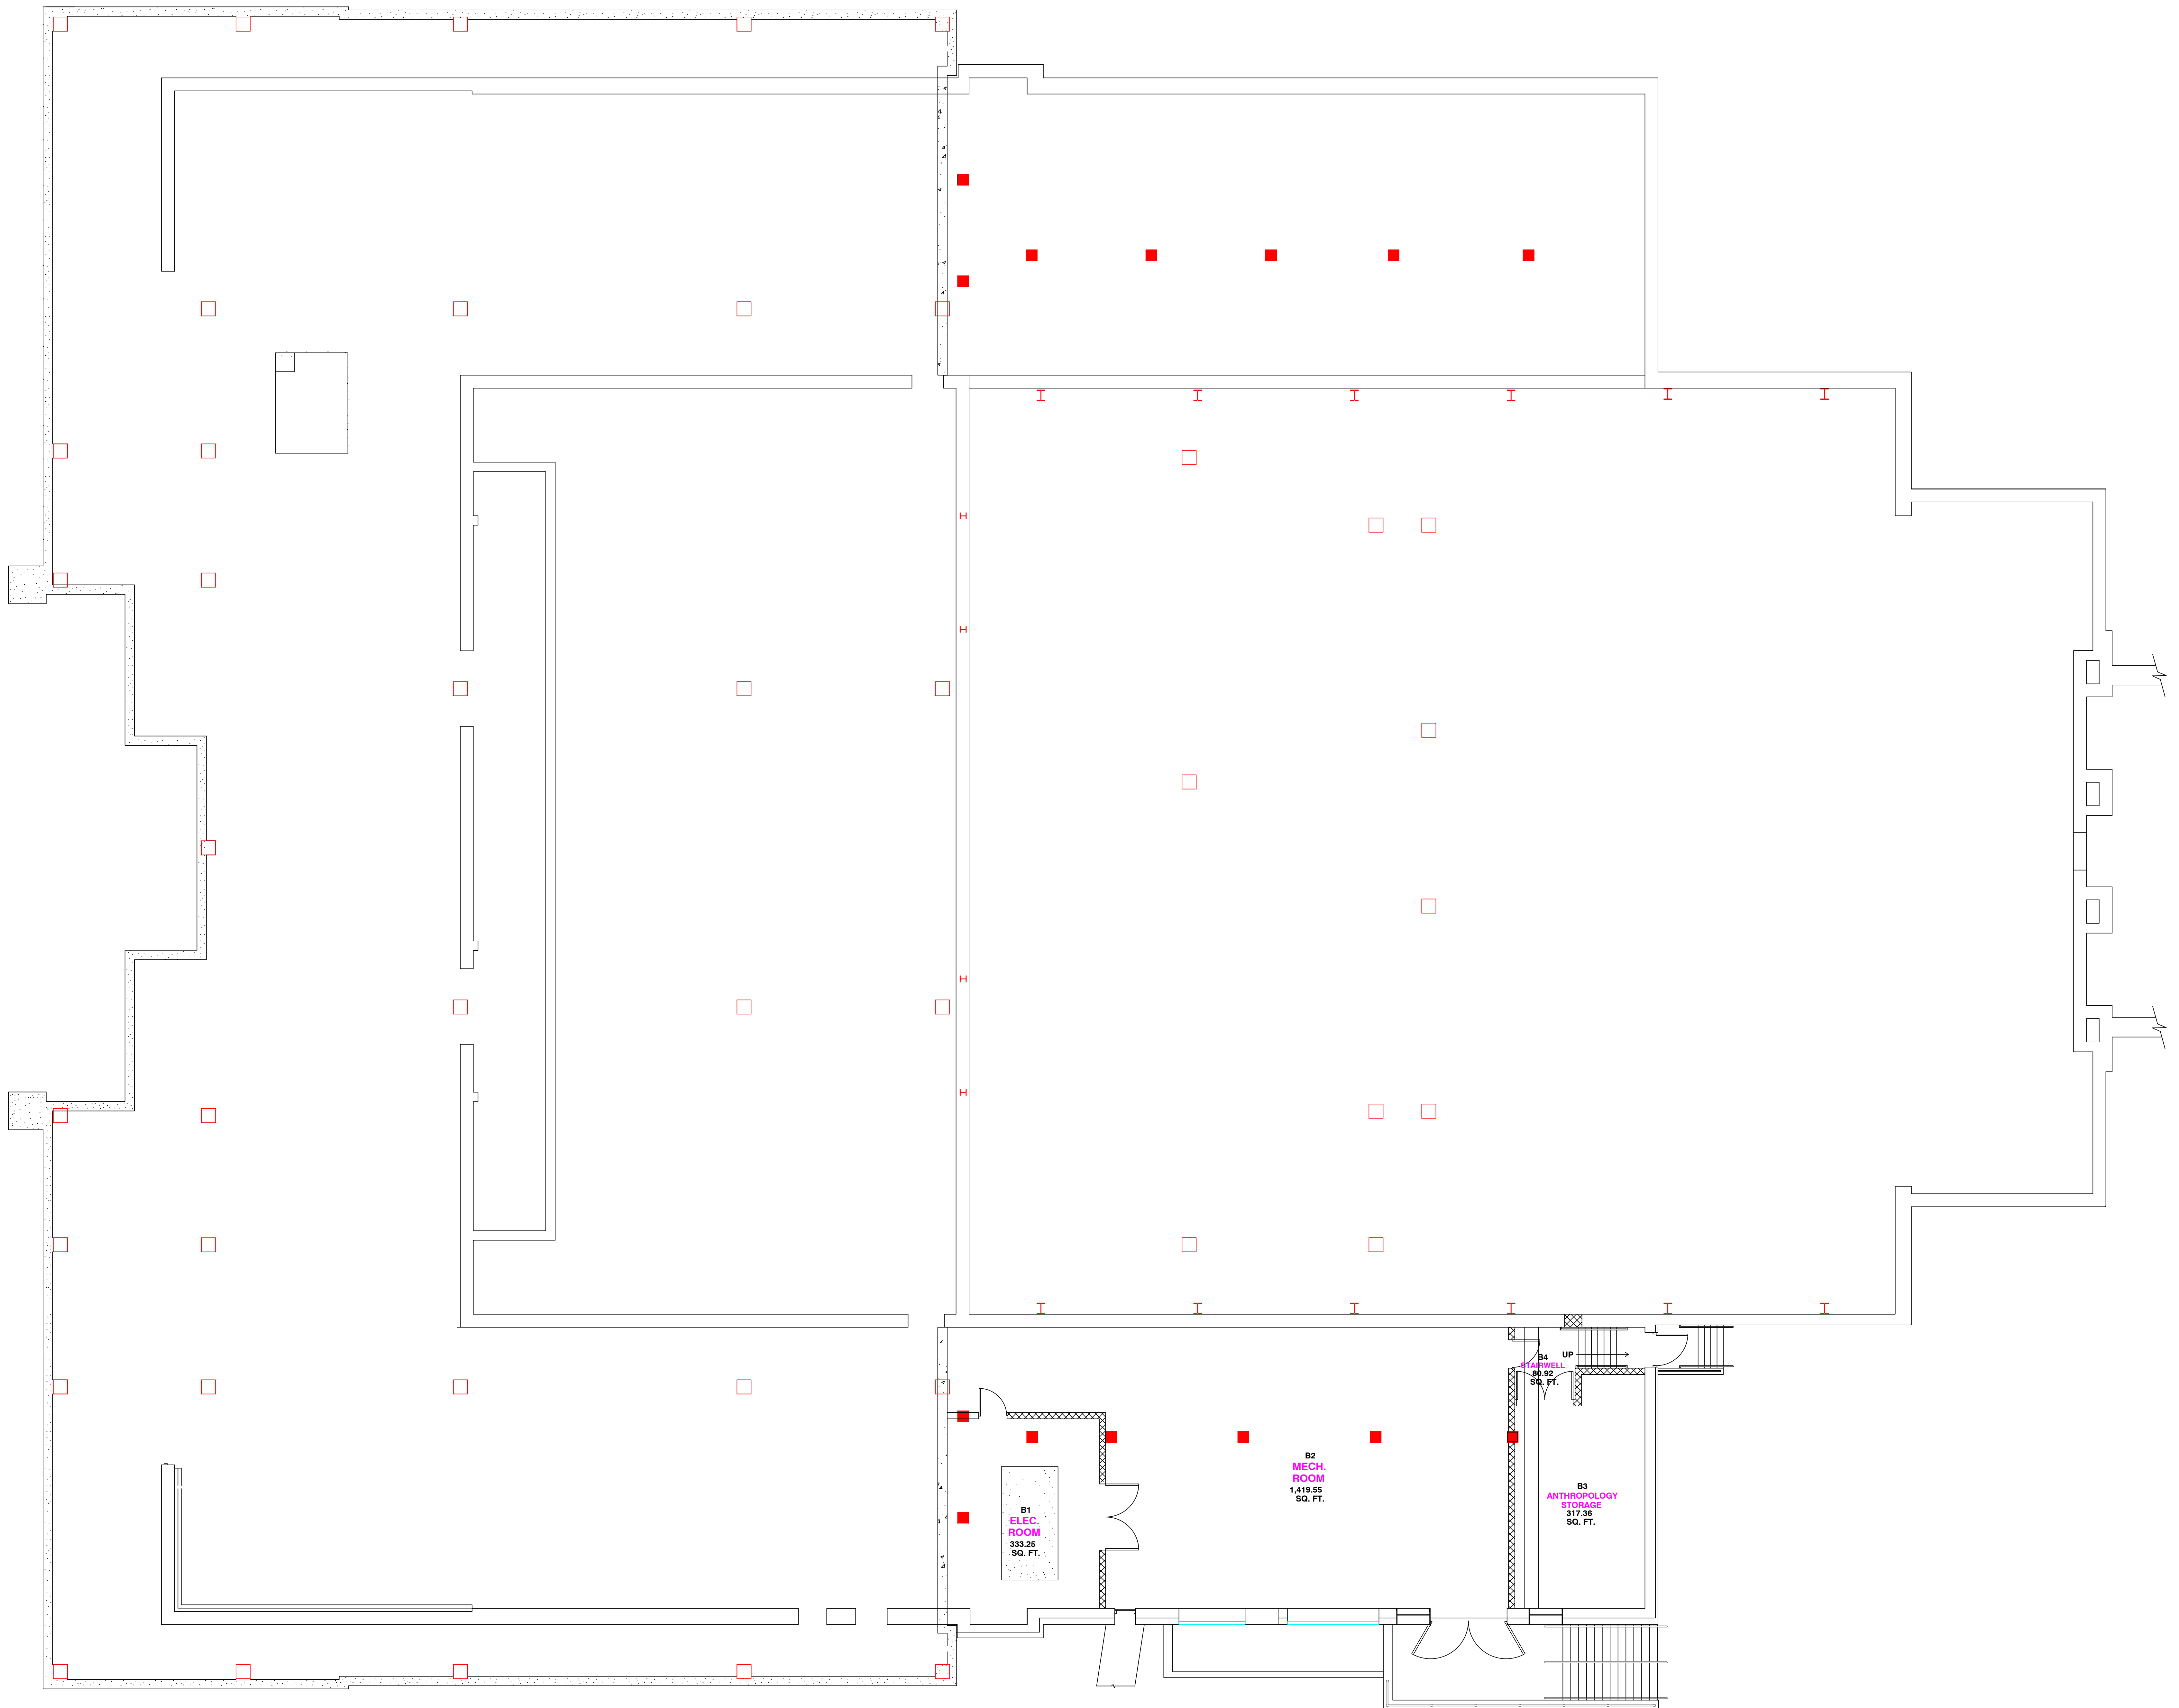 B4
STAIRWELL
80.92
SQ. FT.
UP
B2
MECH.
ROOM
1,419.55
SQ. FT.
B3
ANTHROPOLOGY
STORAGE
317.36
SQ. FT.
B1
ELEC.
ROOM
333.25
SQ. FT.